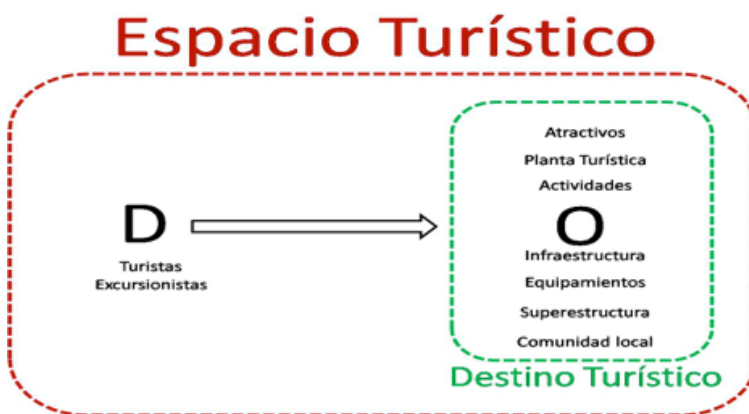 Espacio Turístico
D
Turistas
Excursionistas
Atractivos
Planta Turística
Actividades
O
Infraestructura
Equipamientos
Superestructura
Comunidad local
Destino Turístico